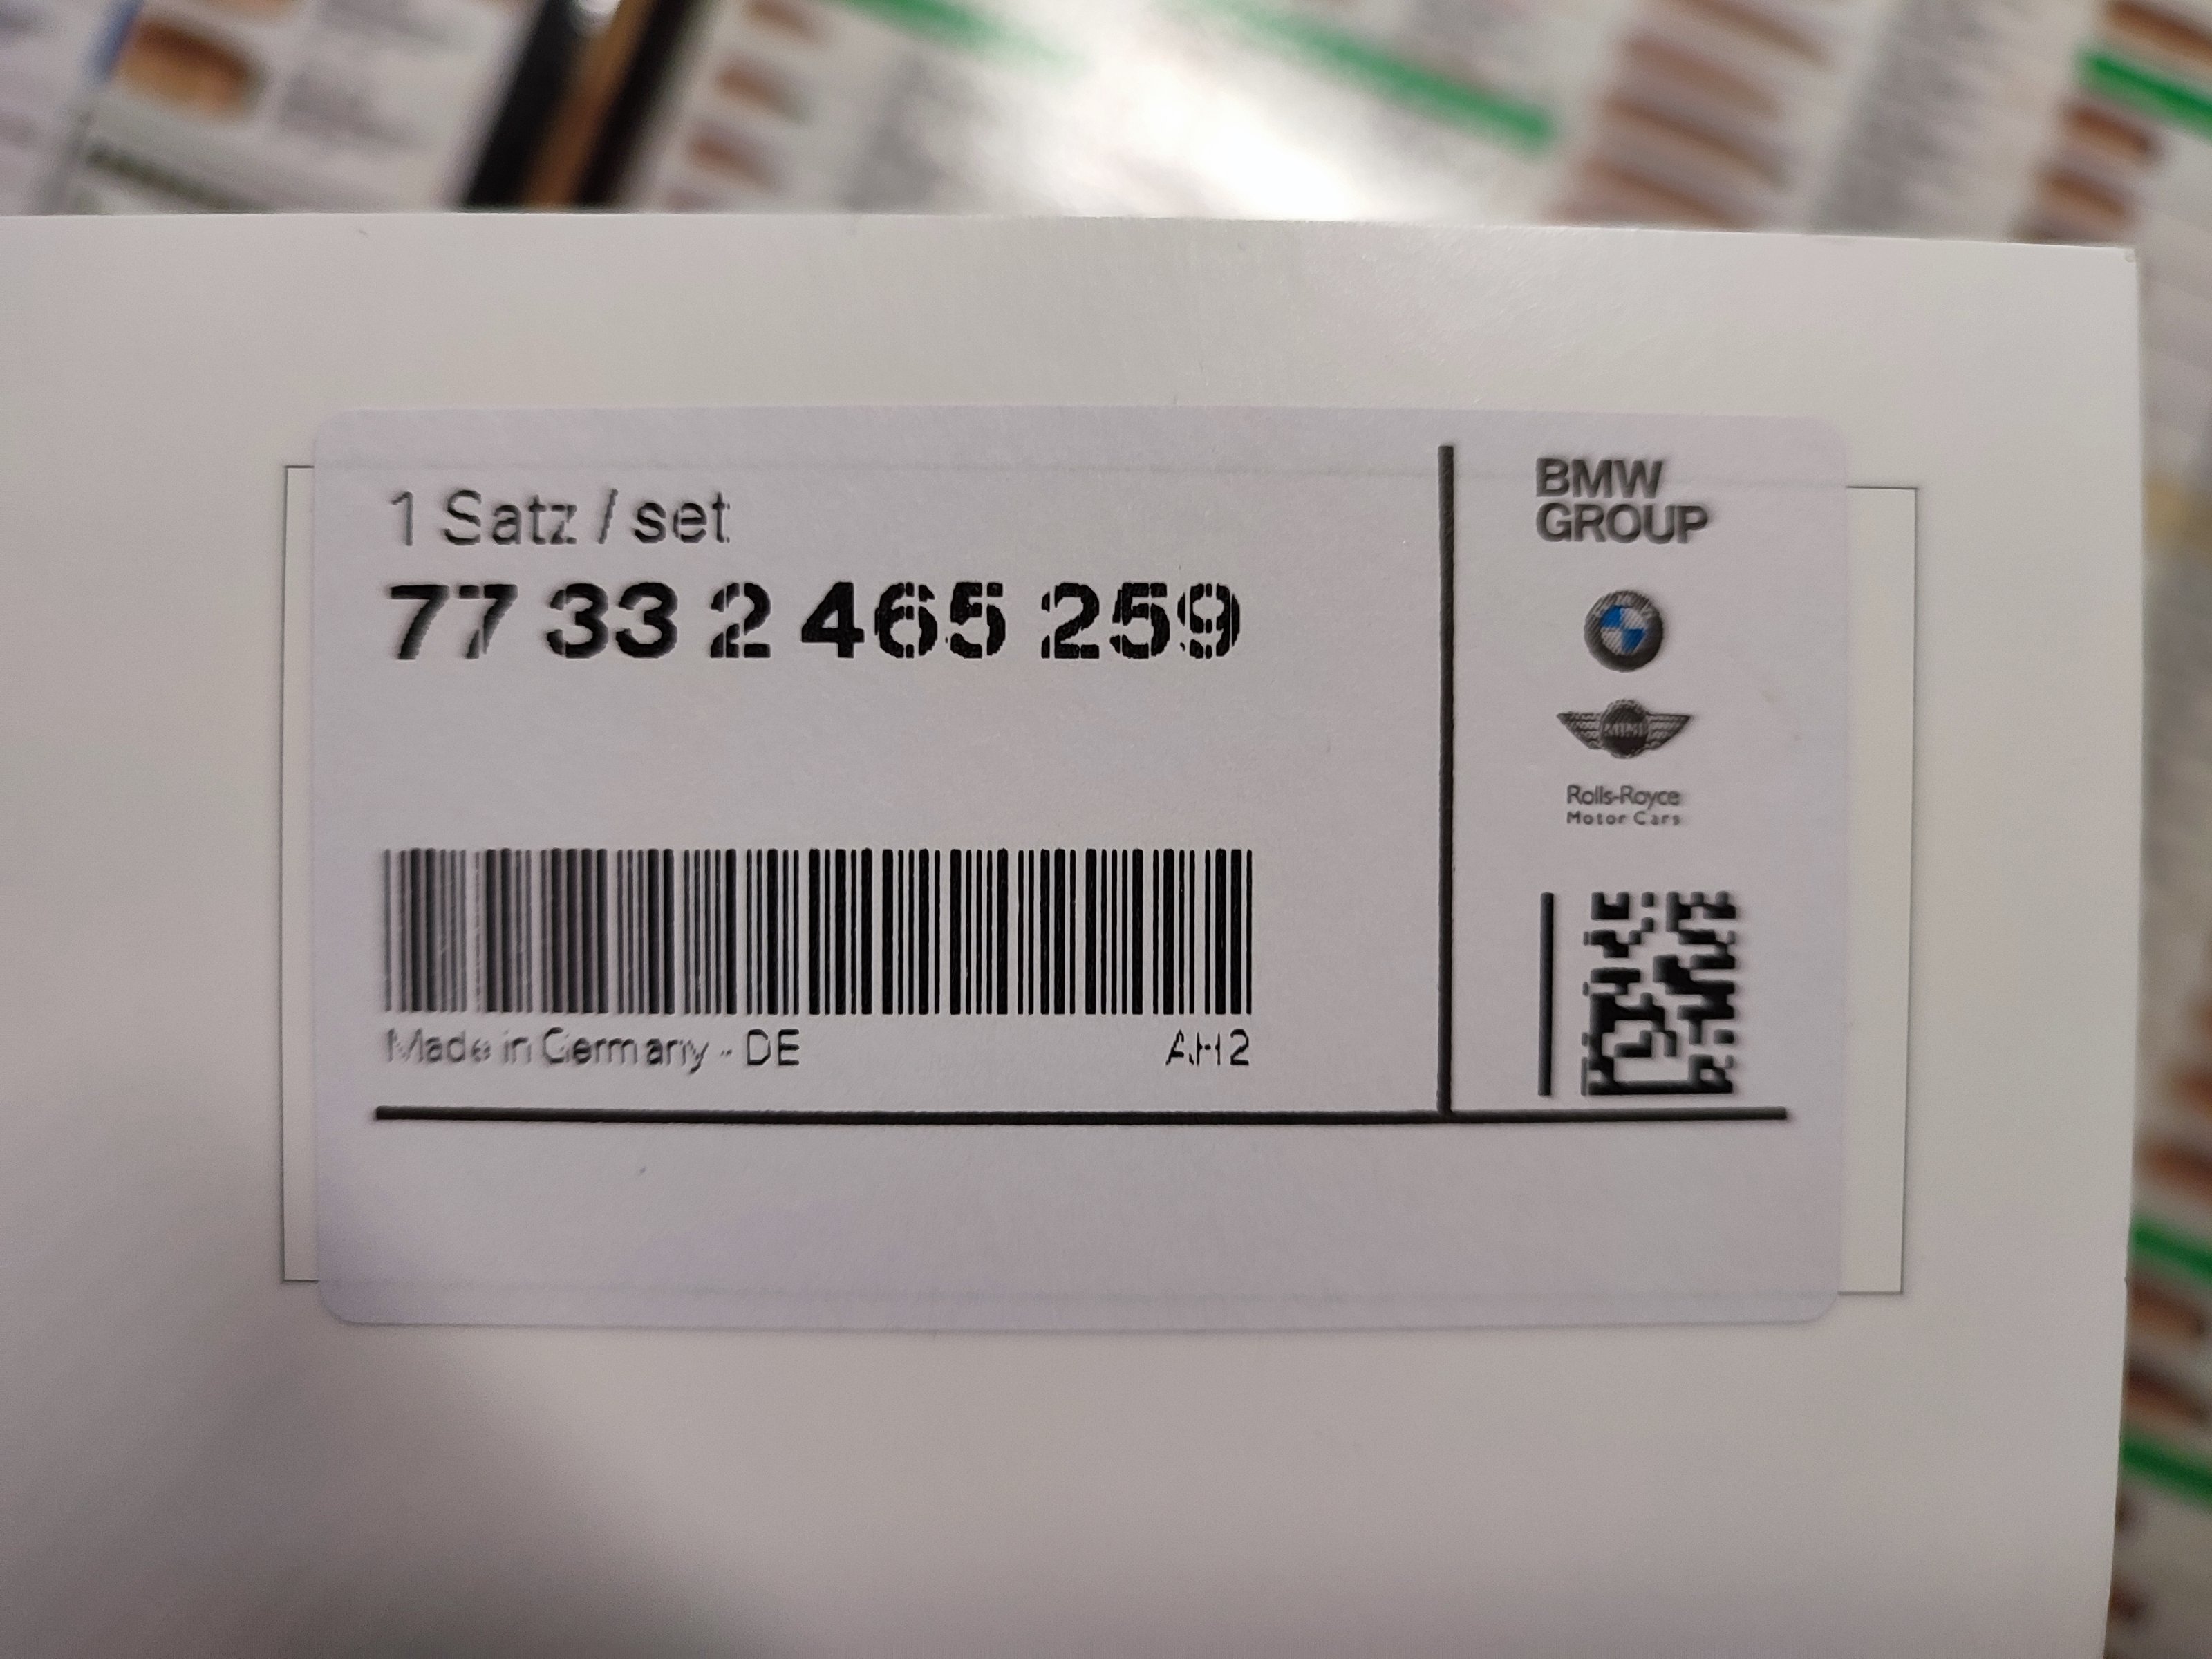 1 Satz / set
77 33 2 465 259
Made in Germany - DE
AH2
BMW
GROUP
MINI
Rolls-Royce
Motor Cars